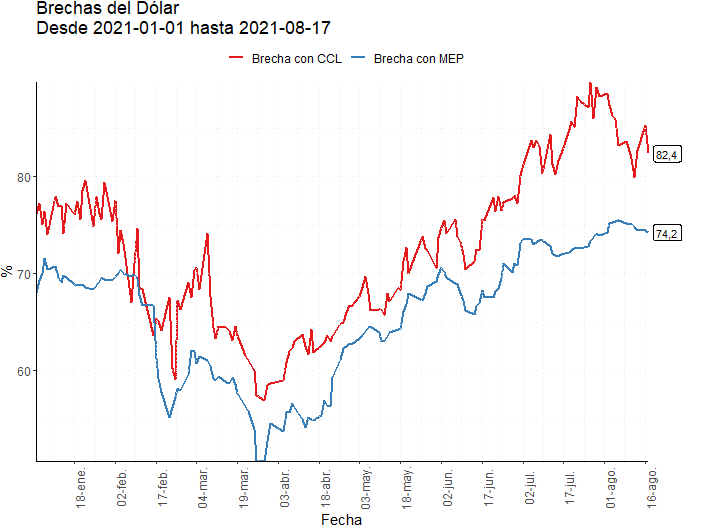 Brechas del Dólar
Desde 2021-01-01 hasta 2021-08-17
Brecha con CCL Brecha con MEP
%
80
70
60
82,4
74,2
18-ene.
02-feb.
17-feb.
04-mar.
19-mar.
03-abr.
18-abr.
03-may.
18-may.
02-jun.
17-jun.
02-jul.
17-jul.
01-ago.
16-ago.
Fecha